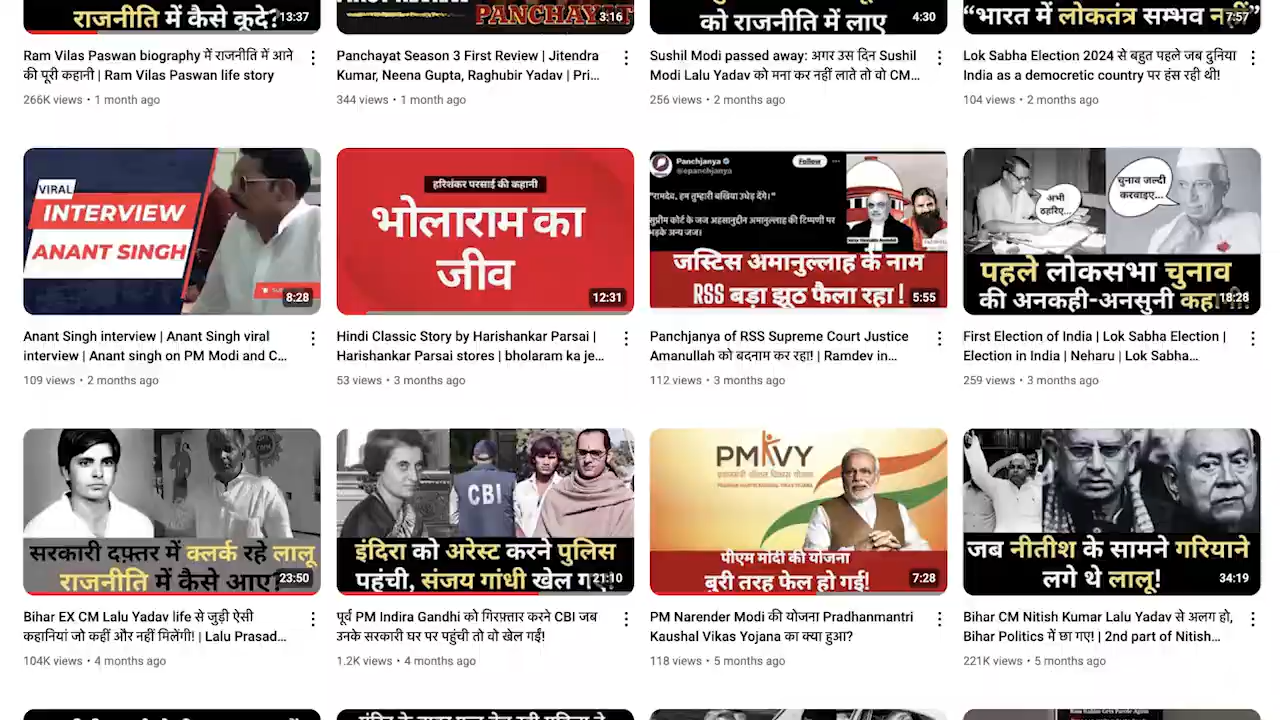 राजनीति में कैसे कूदे?
13:37
PANCHAYAT
3:16
को राजनीति में लाए
4:30
“भारत में लोकतंत्र सम्भव नहीं”
7:57
Ram Vilas Paswan biography में राजनीति में आने
की पूरी कहानी | Ram Vilas Paswan life story
266K views • 1 month ago
Panchayat Season 3 First Review | Jitendra
Kumar, Neena Gupta, Raghubir Yadav | Pri...
344 views • 1 month ago
Sushil Modi passed away: अगर उस दिन Sushil
Modi Lalu Yadav को मना कर नहीं लाते तो वो CM...
256 views • 2 months ago
Lok Sabha Election 2024 से बहुत पहले जब दुनिया
India as a democretic country पर हंस रही थी!
104 views • 2 months ago
VIRAL
INTERVIEW
ANANT SINGH
8:28
हरिशंकर परसाई की कहानी
भोलाराम का
जीव
12:31
Panchjanya
@epanchjanya
Follow
"रामदेव, हम तुम्हारी बखिया उधेड़ देंगे।"
सुप्रीम कोर्ट के जज अहसानुद्दीन अमानुल्लाह की टिप्पणी पर
भड़के अन्य जज।
जस्टिस अमानुल्लाह के नाम
RSS बड़ा झूठ फैला रहा !
5:55
अभी
ठहरिए...
चुनाव जल्दी
करवाइए...
पहले लोकसभा चुनाव
की अनकही-अनसुनी
18:28
Anant Singh interview | Anant Singh viral
interview | Anant singh on PM Modi and C...
109 views • 2 months ago
Hindi Classic Story by Harishankar Parsai |
Harishankar Parsai stores | bholaram ka je...
53 views • 3 months ago
Panchjanya of RSS Supreme Court Justice
Amanullah को बदनाम कर रहा! | Ramdev in...
112 views • 3 months ago
First Election of India | Lok Sabha Election |
Election in India | Neharu | Lok Sabha...
259 views • 3 months ago
सरकारी दफ़्तर में क्लर्क रहे लालू
राजनीति में कैसे आए?
23:50
CBI
इंदिरा को अरेस्ट करने पुलिस
पहुंची, संजय गांधी खेल गए!
21:10
PMKVY
पीएम मोदी की योजना
बुरी तरह फेल हो गई!
7:28
जब नीतीश के सामने गरियाने
लगे थे लालू!
34:19
Bihar EX CM Lalu Yadav life से जुड़ी ऐसी
कहानियां जो कहीं और नहीं मिलेंगी! | Lalu Prasad...
104K views • 4 months ago
पूर्व PM Indira Gandhi को गिरफ़्तार करने CBI जब
उनके सरकारी घर पर पहुंची तो वो खेल गईं!
1.2K views • 4 months ago
PM Narender Modi की योजना Pradhanmantri
Kaushal Vikas Yojana का क्या हुआ?
118 views • 5 months ago
Bihar CM Nitish Kumar Lalu Yadav से अलग हो,
Bihar Politics में छा गए! | 2nd part of Nitish...
221K views • 5 months ago